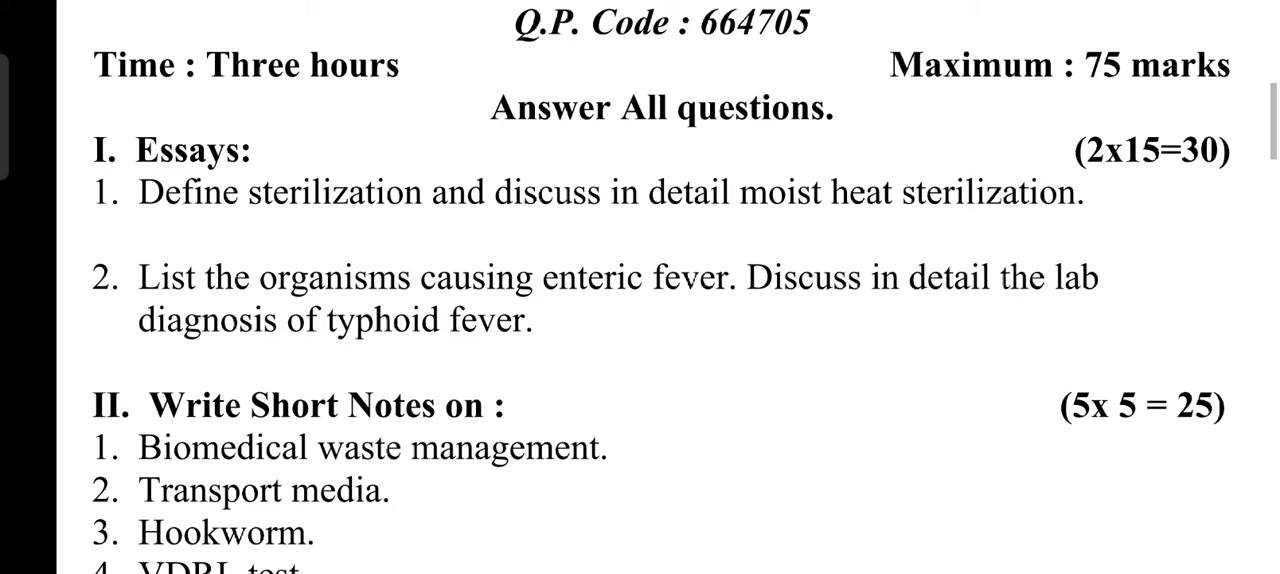 Q.P. Code : 664705
Time : Three hours Maximum : 75 marks
Answer All questions.
I. Essays: (2x15=30)
1. Define sterilization and discuss in detail moist heat sterilization.
2. List the organisms causing enteric fever. Discuss in detail the lab
diagnosis of typhoid fever.
II. Write Short Notes on : (5x 5 = 25)
1. Biomedical waste management.
2. Transport media.
3. Hookworm.
4. VDRL test.